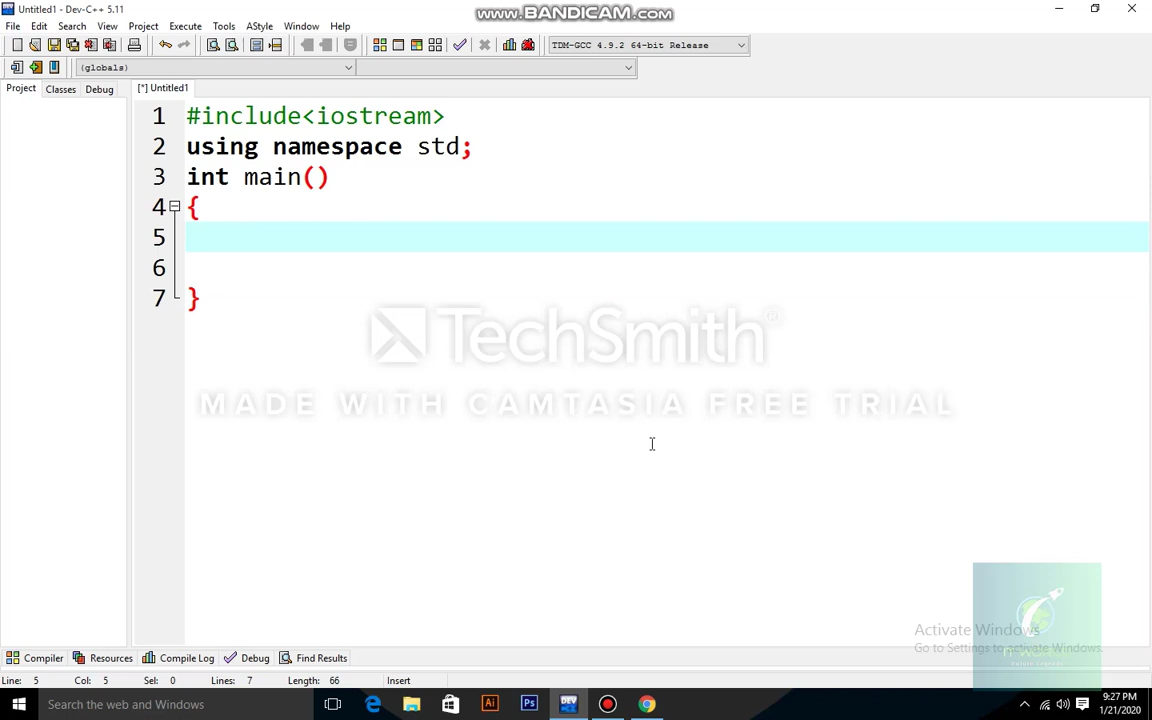 Untitled1 - Dev-C++ 5.11
www.BANDICAM.com
File Edit Search View Project Execute Tools AStyle Window Help
TDM-GCC 4.9.2 64-bit Release
(globals)
Project Classes Debug
[*] Untitled1
1 #include<iostream>
2 using namespace std;
3 int main()
4 {
5
6
7 }
TechSmith®
MADE WITH CAMTASIA FREE TRIAL
Activate Windows
Go to Settings to activate Windows.
Compiler Resources Compile Log Debug Find Results
Line: 5 Col: 5 Sel: 0 Lines: 7 Length: 66 Insert
Search the web and Windows
Ai Ps DEV
9:27 PM
1/21/2020